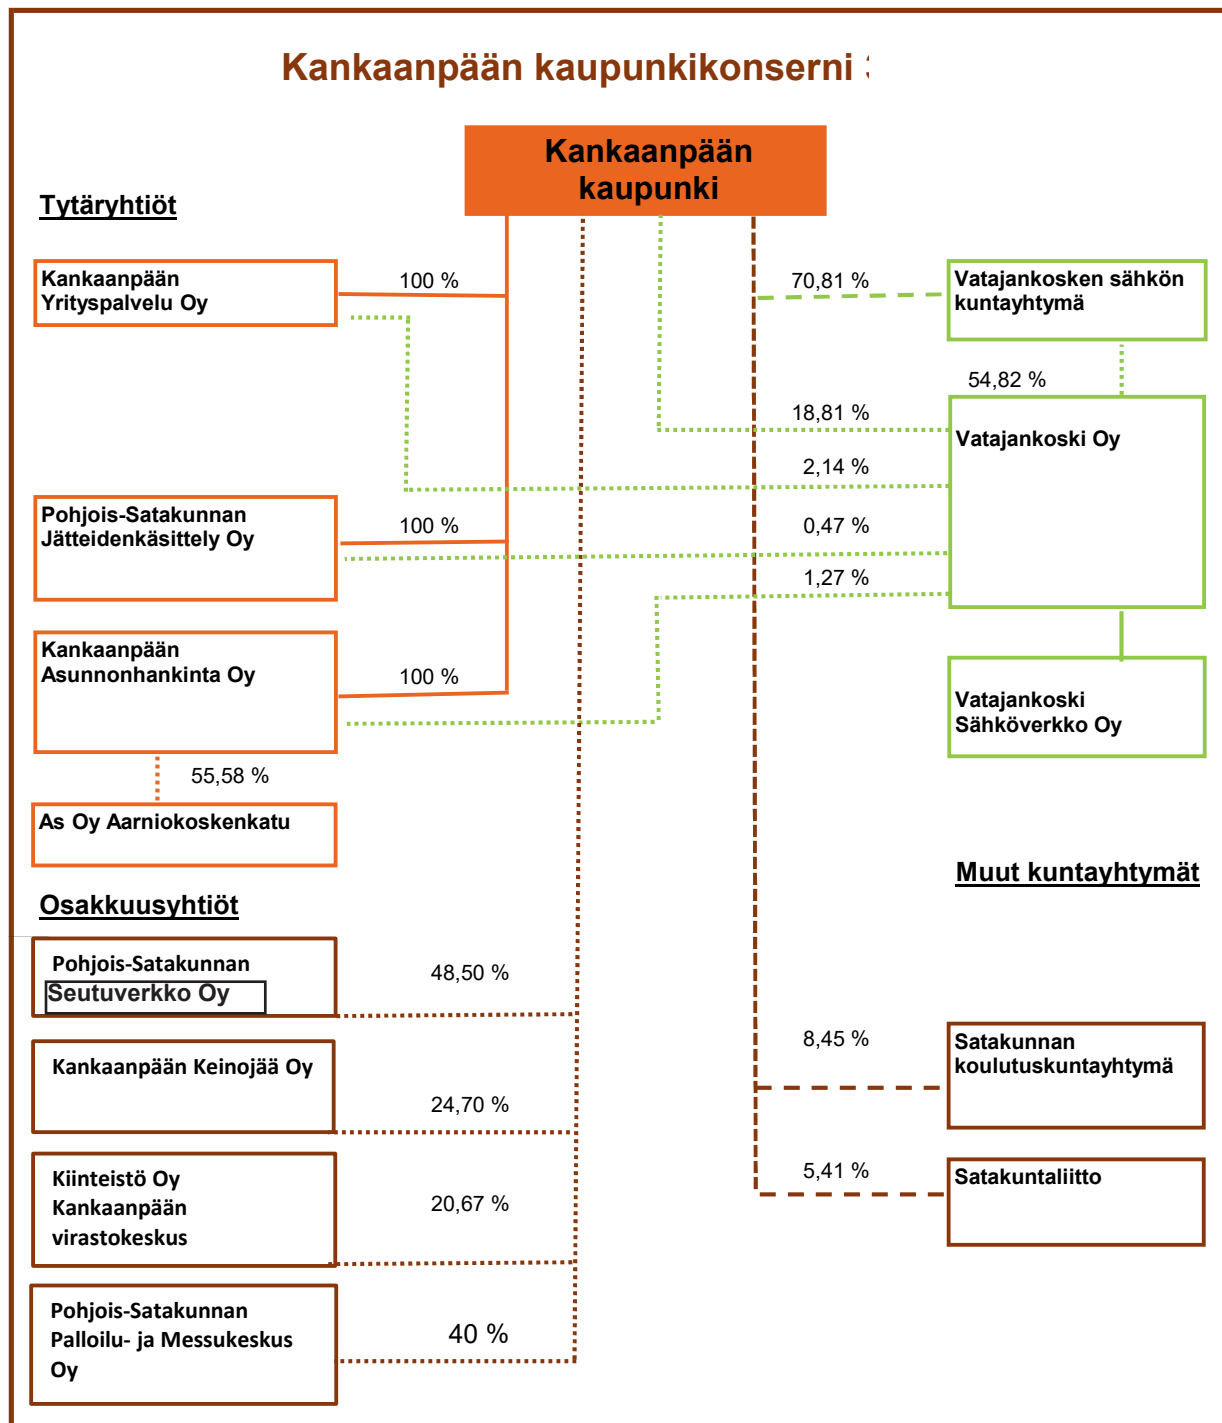 Kankaanpään kaupunkikonserni
Kankaanpään
kaupunki
Tytäryhtiöt
Kankaanpään
Yrityspalvelu Oy
100 %
70,81 %
Vatajankosken sähkön
kuntayhtymä
54,82 %
18,81 %
Vatajankoski Oy
2,14 %
Pohjois-Satakunnan
Jätteidenkäsittely Oy
100 %
0,47 %
1,27 %
Kankaanpään
Asunnonhankinta Oy
100 %
Vatajankoski
Sähköverkko Oy
55,58 %
As Oy Aarniokoskenkatu
Muut kuntayhtymät
Osakkuusyhtiöt
Pohjois-Satakunnan
Seutuverkko Oy
48,50 %
Kankaanpään Keinojää Oy
24,70 %
8,45 %
Satakunnan
koulutuskuntayhtymä
Kiinteistö Oy
Kankaanpään
virastokeskus
20,67 %
5,41 %
Satakuntaliitto
Pohjois-Satakunnan
Palloilu- ja Messukeskus
Oy
40 %